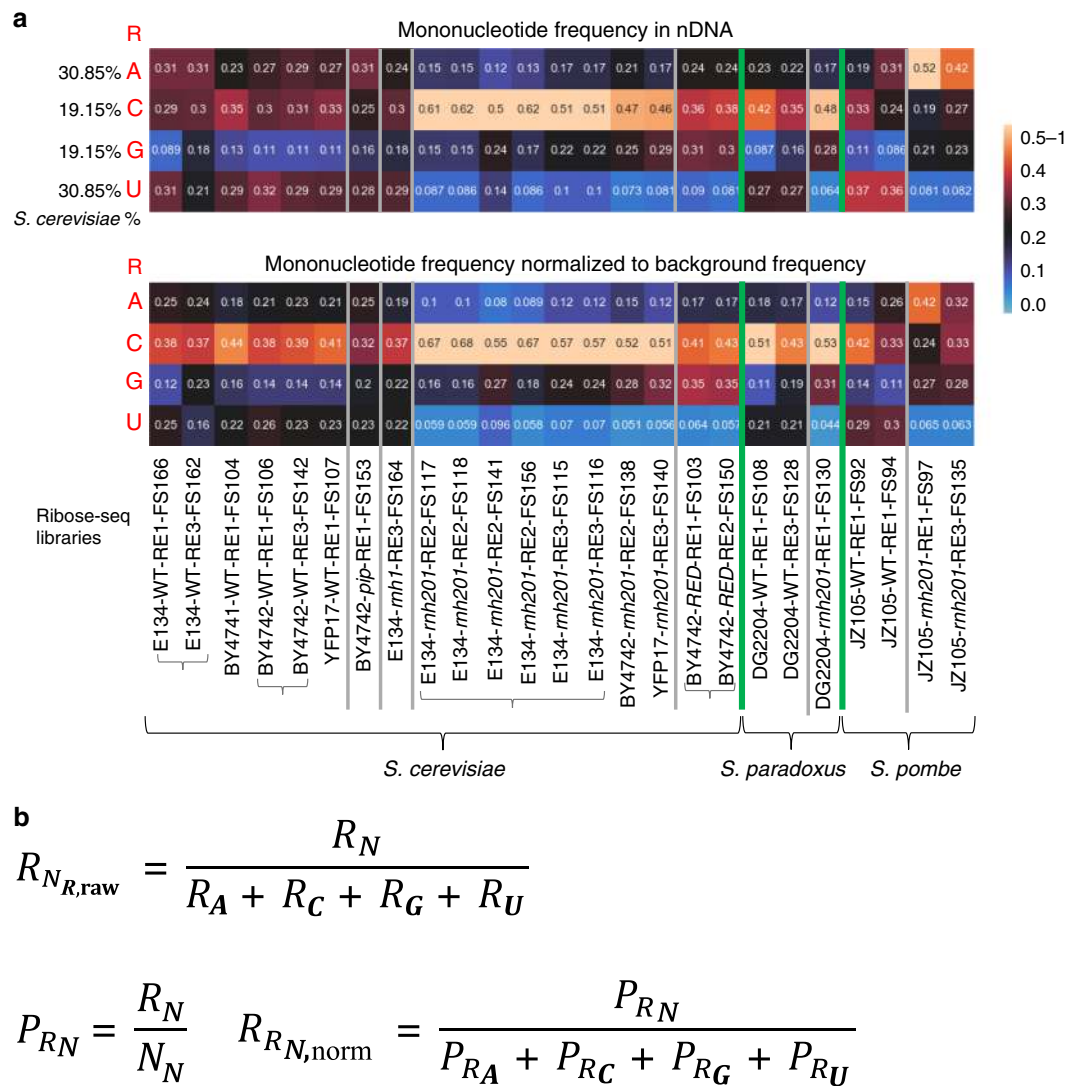 a
R
Mononucleotide frequency in nDNA
30.85% A 0.31 0.31 0.23 0.27 0.29 0.27 0.31 0.24 0.15 0.15 0.12 0.13 0.17 0.17 0.21 0.17 0.24 0.24 0.23 0.22 0.17 0.19 0.31 0.52 0.42
19.15% C 0.29 0.3 0.35 0.3 0.31 0.33 0.25 0.3 0.61 0.62 0.5 0.62 0.51 0.51 0.47 0.46 0.36 0.38 0.42 0.35 0.48 0.33 0.24 0.19 0.27
19.15% G 0.089 0.18 0.13 0.11 0.11 0.11 0.16 0.18 0.15 0.15 0.24 0.17 0.22 0.22 0.25 0.29 0.31 0.3 0.087 0.16 0.28 0.11 0.086 0.21 0.23
30.85% U 0.31 0.21 0.29 0.32 0.29 0.29 0.28 0.29 0.087 0.086 0.14 0.086 0.1 0.1 0.073 0.081 0.09 0.081 0.27 0.27 0.064 0.37 0.36 0.081 0.082
S. cerevisiae %
0.5–1
0.4
0.3
0.2
0.1
0.0
R
Mononucleotide frequency normalized to background frequency
A 0.25 0.24 0.18 0.21 0.23 0.21 0.25 0.19 0.1 0.1 0.08 0.089 0.12 0.12 0.15 0.12 0.17 0.17 0.18 0.17 0.12 0.15 0.26 0.42 0.32
C 0.38 0.37 0.44 0.38 0.39 0.41 0.32 0.37 0.67 0.68 0.55 0.67 0.57 0.57 0.52 0.51 0.41 0.43 0.51 0.43 0.53 0.42 0.33 0.24 0.33
G 0.12 0.23 0.16 0.14 0.14 0.14 0.2 0.22 0.16 0.16 0.27 0.18 0.24 0.24 0.28 0.32 0.35 0.35 0.11 0.19 0.31 0.14 0.11 0.27 0.28
U 0.25 0.16 0.22 0.26 0.23 0.23 0.23 0.22 0.059 0.059 0.096 0.058 0.07 0.07 0.051 0.056 0.064 0.057 0.21 0.21 0.044 0.29 0.3 0.065 0.063
Ribose-seq
libraries
E134-WT-RE1-FS166
E134-WT-RE3-FS162
BY4741-WT-RE1-FS104
BY4742-WT-RE1-FS106
BY4742-WT-RE3-FS142
YFP17-WT-RE1-FS107
BY4742-pip-RE1-FS153
E134-rnh1-RE3-FS164
E134-rnh201-RE2-FS117
E134-rnh201-RE2-FS118
E134-rnh201-RE2-FS141
E134-rnh201-RE2-FS156
E134-rnh201-RE3-FS115
E134-rnh201-RE3-FS116
BY4742-rnh201-RE2-FS138
YFP17-rnh201-RE3-FS140
BY4742-RED-RE1-FS103
BY4742-RED-RE2-FS150
DG2204-WT-RE1-FS108
DG2204-WT-RE3-FS128
DG2204-rnh201-RE1-FS130
JZ105-WT-RE1-FS92
JZ105-WT-RE1-FS94
JZ105-rnh201-RE1-FS97
JZ105-rnh201-RE3-FS135
S. cerevisiae
S. paradoxus
S. pombe
b
R_{N_{R,raw}} = R_N / (R_A + R_C + R_G + R_U)
P_{R_N} = R_N / N_N R_{R_{N,norm}} = P_{R_N} / (P_{R_A} + P_{R_C} + P_{R_G} + P_{R_U})